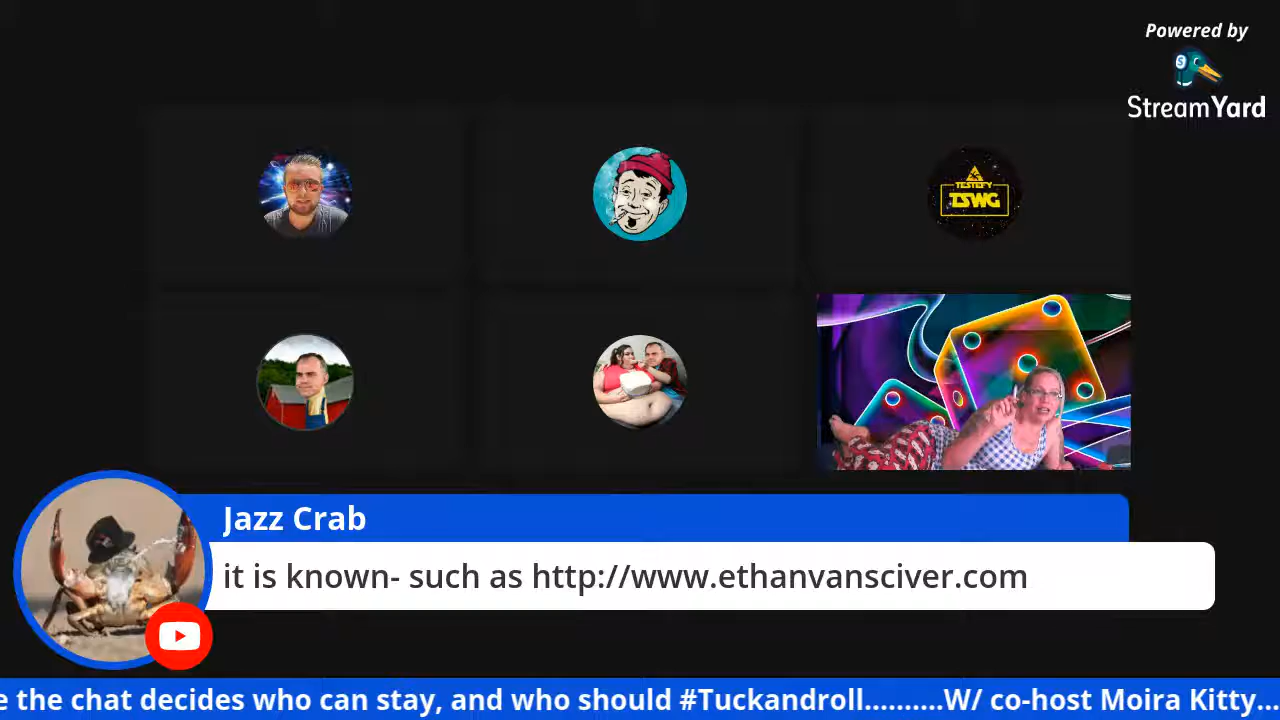 Powered by
StreamYard
TESTEFY
TSWG
Jazz Crab
it is known- such as http://www.ethanvansciver.com
e the chat decides who can stay, and who should #Tuckandroll..........W/ co-host Moira Kitty...